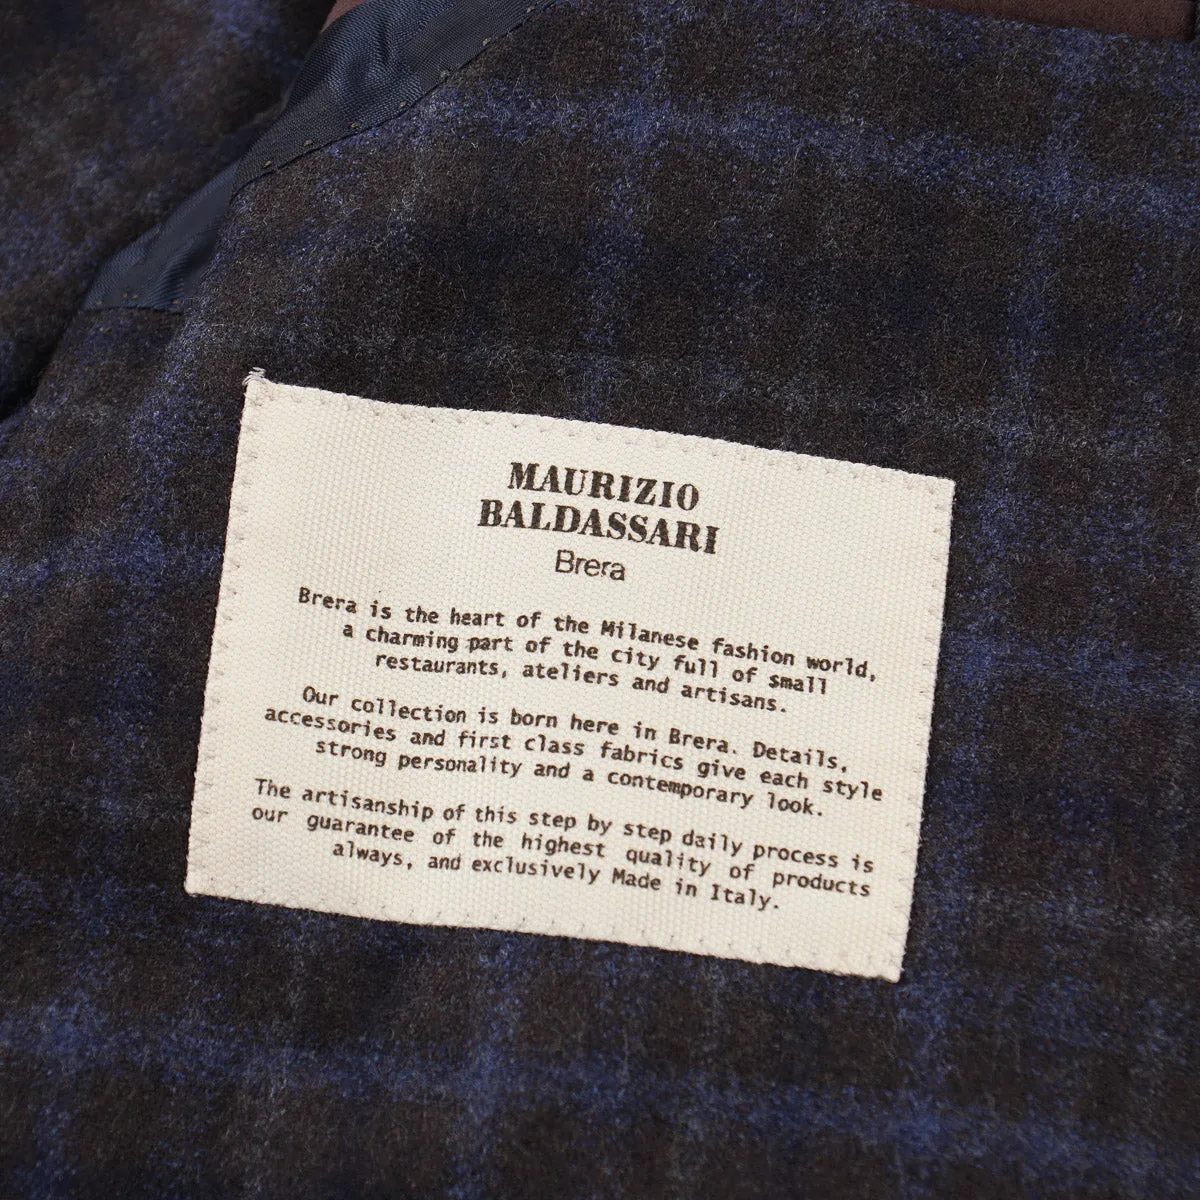 MAURIZIO
BALDASSARI
Brera
Brera is the heart of the Milanese fashion world,
a charming part of the city full of small
restaurants, ateliers and artisans.
Our collection is born here in Brera. Details,
accessories and first class fabrics give each style
strong personality and a contemporary look.
The artisanship of this step by step daily process is
our guarantee of the highest quality of products
always, and exclusively Made in Italy.